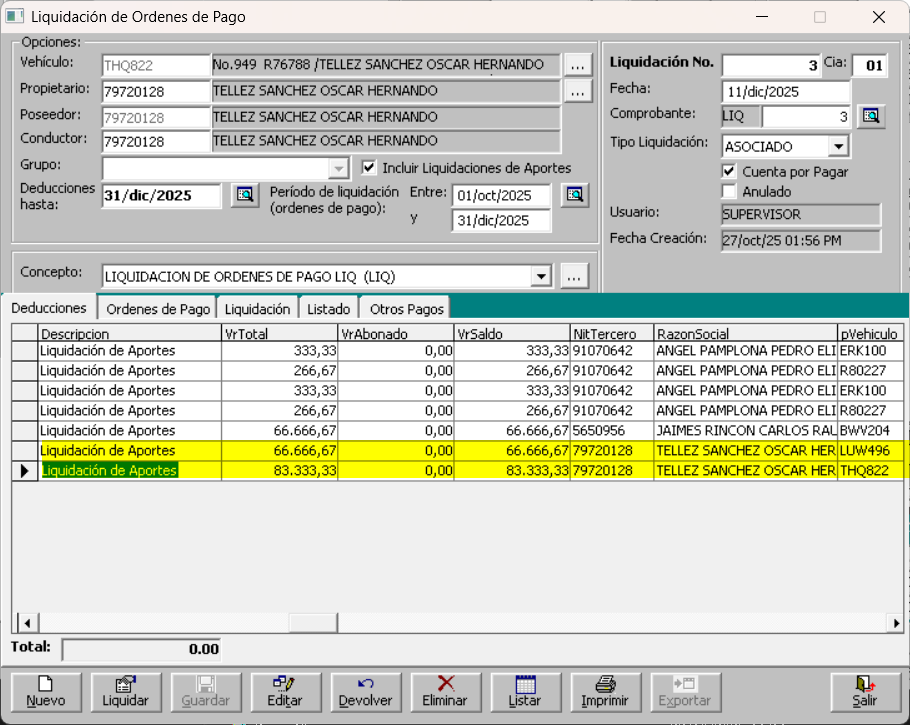 Liquidación de Ordenes de Pago
Opciones:
Vehículo: THQ822 No.949 R76788 /TELLEZ SANCHEZ OSCAR HERNANDO ...
Propietario: 79720128 TELLEZ SANCHEZ OSCAR HERNANDO ...
Poseedor: 79720128 TELLEZ SANCHEZ OSCAR HERNANDO
Conductor: 79720128 TELLEZ SANCHEZ OSCAR HERNANDO
Grupo: Incluir Liquidaciones de Aportes
Deducciones hasta: 31/dic/2025 Período de liquidación (ordenes de pago): Entre: 01/oct/2025
y 31/dic/2025
Liquidación No. 3 Cia: 01
Fecha: 11/dic/2025
Comprobante: LIQ 3
Tipo Liquidación: ASOCIADO
Cuenta por Pagar
Anulado
Usuario: SUPERVISOR
Fecha Creación: 27/oct/25 01:56 PM
Concepto: LIQUIDACION DE ORDENES DE PAGO LIQ (LIQ) ...
Deducciones Ordenes de Pago Liquidación Listado Otros Pagos
Descripcion VrTotal VrAbonado VrSaldo NitTercero RazonSocial pVehiculo
Liquidación de Aportes 333,33 0,00 333,33 91070642 ANGEL PAMPLONA PEDRO ELI ERK100
Liquidación de Aportes 266,67 0,00 266,67 91070642 ANGEL PAMPLONA PEDRO ELI R80227
Liquidación de Aportes 333,33 0,00 333,33 91070642 ANGEL PAMPLONA PEDRO ELI ERK100
Liquidación de Aportes 266,67 0,00 266,67 91070642 ANGEL PAMPLONA PEDRO ELI R80227
Liquidación de Aportes 66.666,67 0,00 66.666,67 5650956 JAIMES RINCON CARLOS RAU BWV204
Liquidación de Aportes 66.666,67 0,00 66.666,67 79720128 TELLEZ SANCHEZ OSCAR HER LUW496
Liquidación de Aportes 83.333,33 0,00 83.333,33 79720128 TELLEZ SANCHEZ OSCAR HER THQ822
Total: 0.00
Nuevo Liquidar Guardar Editar Devolver Eliminar Listar Imprimir Exportar Salir